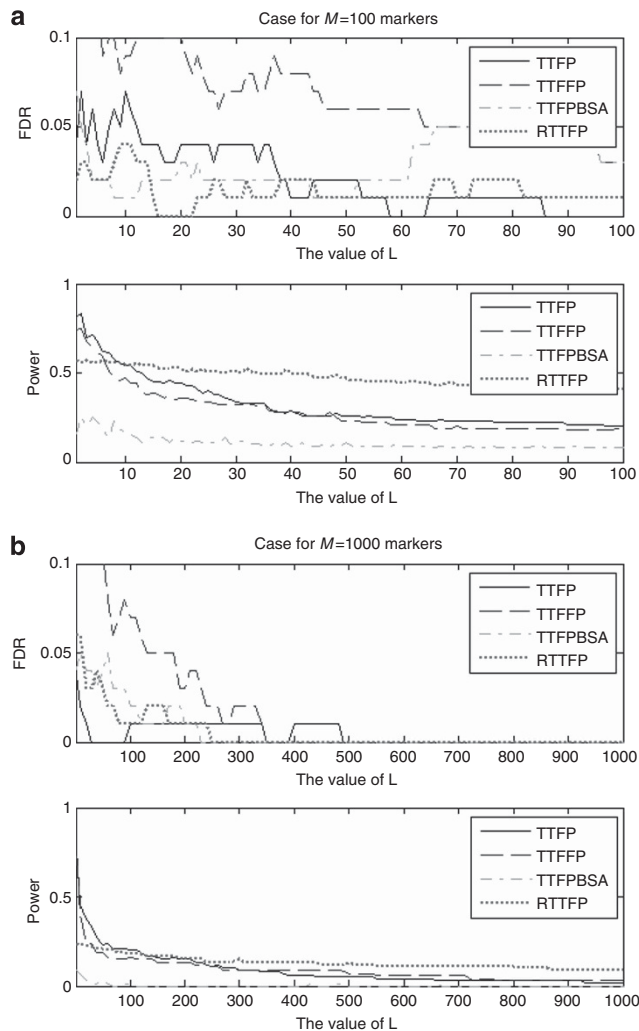 a
Case for M=100 markers
0.1
0.05
0
FDR
TTFP
TTFFP
TTFPBSA
RTTFP
10 20 30 40 50 60 70 80 90 100
The value of L
1
0.5
0
Power
TTFP
TTFFP
TTFPBSA
RTTFP
10 20 30 40 50 60 70 80 90 100
The value of L
b
Case for M=1000 markers
0.1
0.05
0
FDR
TTFP
TTFFP
TTFPBSA
RTTFP
100 200 300 400 500 600 700 800 900 1000
The value of L
1
0.5
0
Power
TTFP
TTFFP
TTFPBSA
RTTFP
100 200 300 400 500 600 700 800 900 1000
The value of L